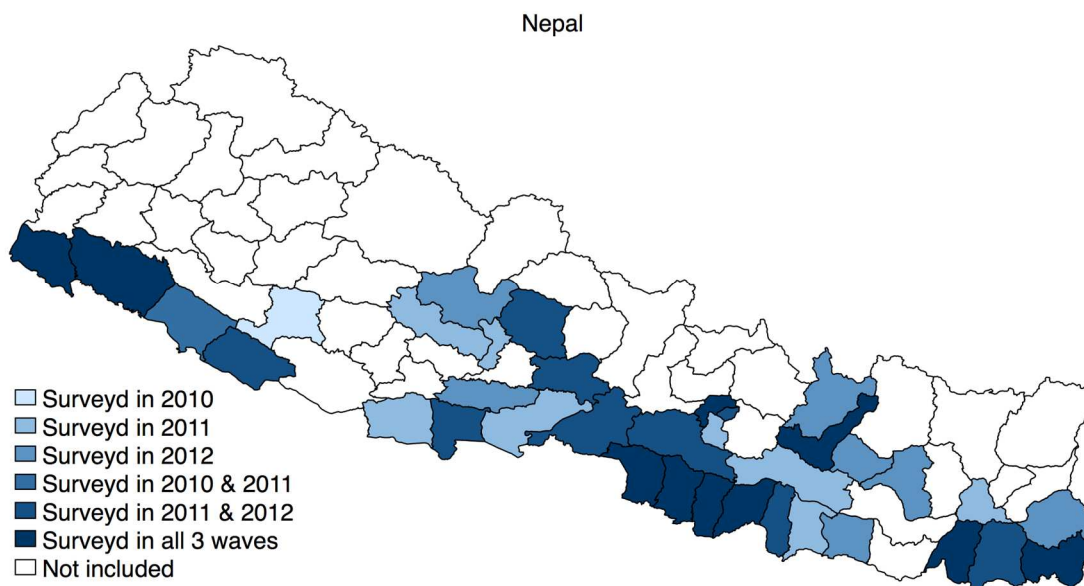 Nepal
Surveyd in 2010
Surveyd in 2011
Surveyd in 2012
Surveyd in 2010 & 2011
Surveyd in 2011 & 2012
Surveyd in all 3 waves
Not included